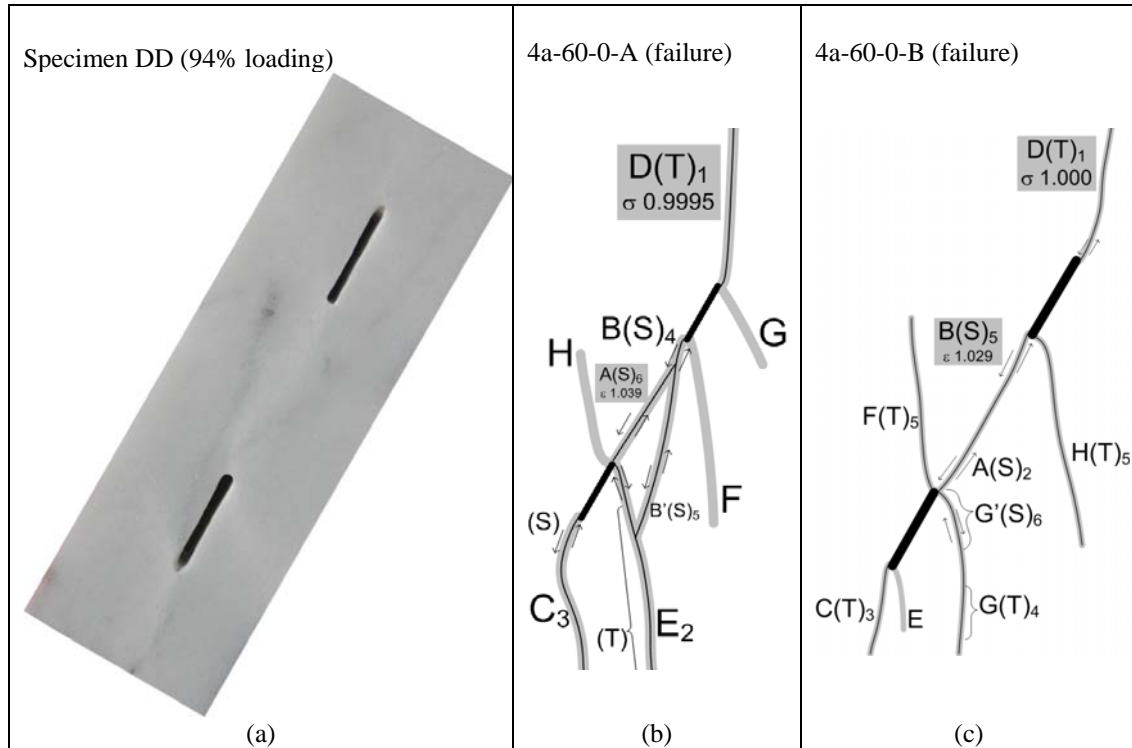 Specimen DD (94% loading)
(a)
4a-60-0-A (failure)
D(T)₁
σ 0.9995
B(S)₄
G
H
A(S)₆
ε 1.039
F
B'(S)₅
(S)
C₃
(T)
E₂
(b)
4a-60-0-B (failure)
D(T)₁
σ 1.000
B(S)₅
ε 1.029
F(T)₅
A(S)₂
H(T)₅
G'(S)₆
C(T)₃
E
G(T)₄
(c)